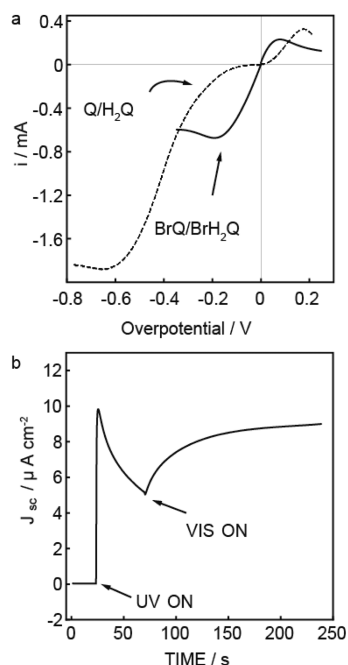 a
0.4
0
-0.4
-0.8
-1.2
-1.6
i / mA
Q/H2Q
BrQ/BrH2Q
-0.8 -0.6 -0.4 -0.2 0 0.2
Overpotential / V
b
12
10
8
6
4
2
0
-2
J sc / μ A cm-2
VIS ON
UV ON
0 50 100 150 200 250
TIME / s